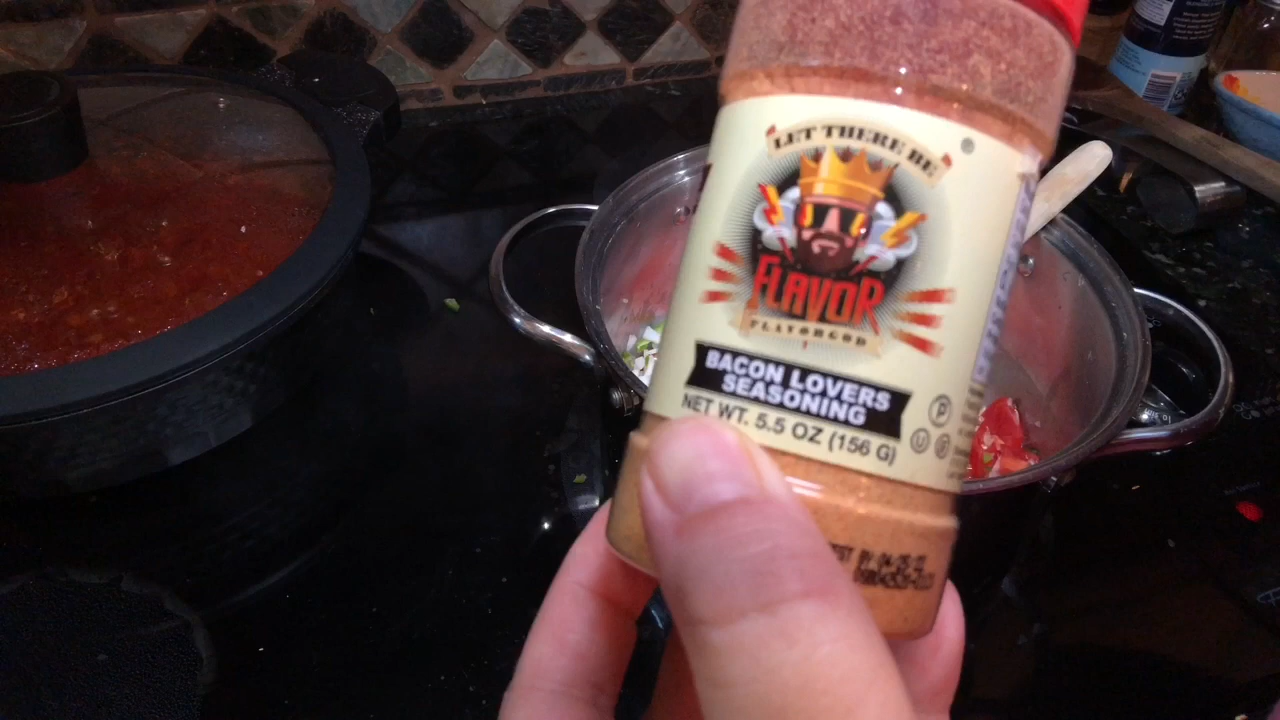 LET THERE BE
®
FLAVOR
FLAVORGOD
BACON LOVERS
SEASONING
NET WT. 5.5 OZ (156 G)
P
U